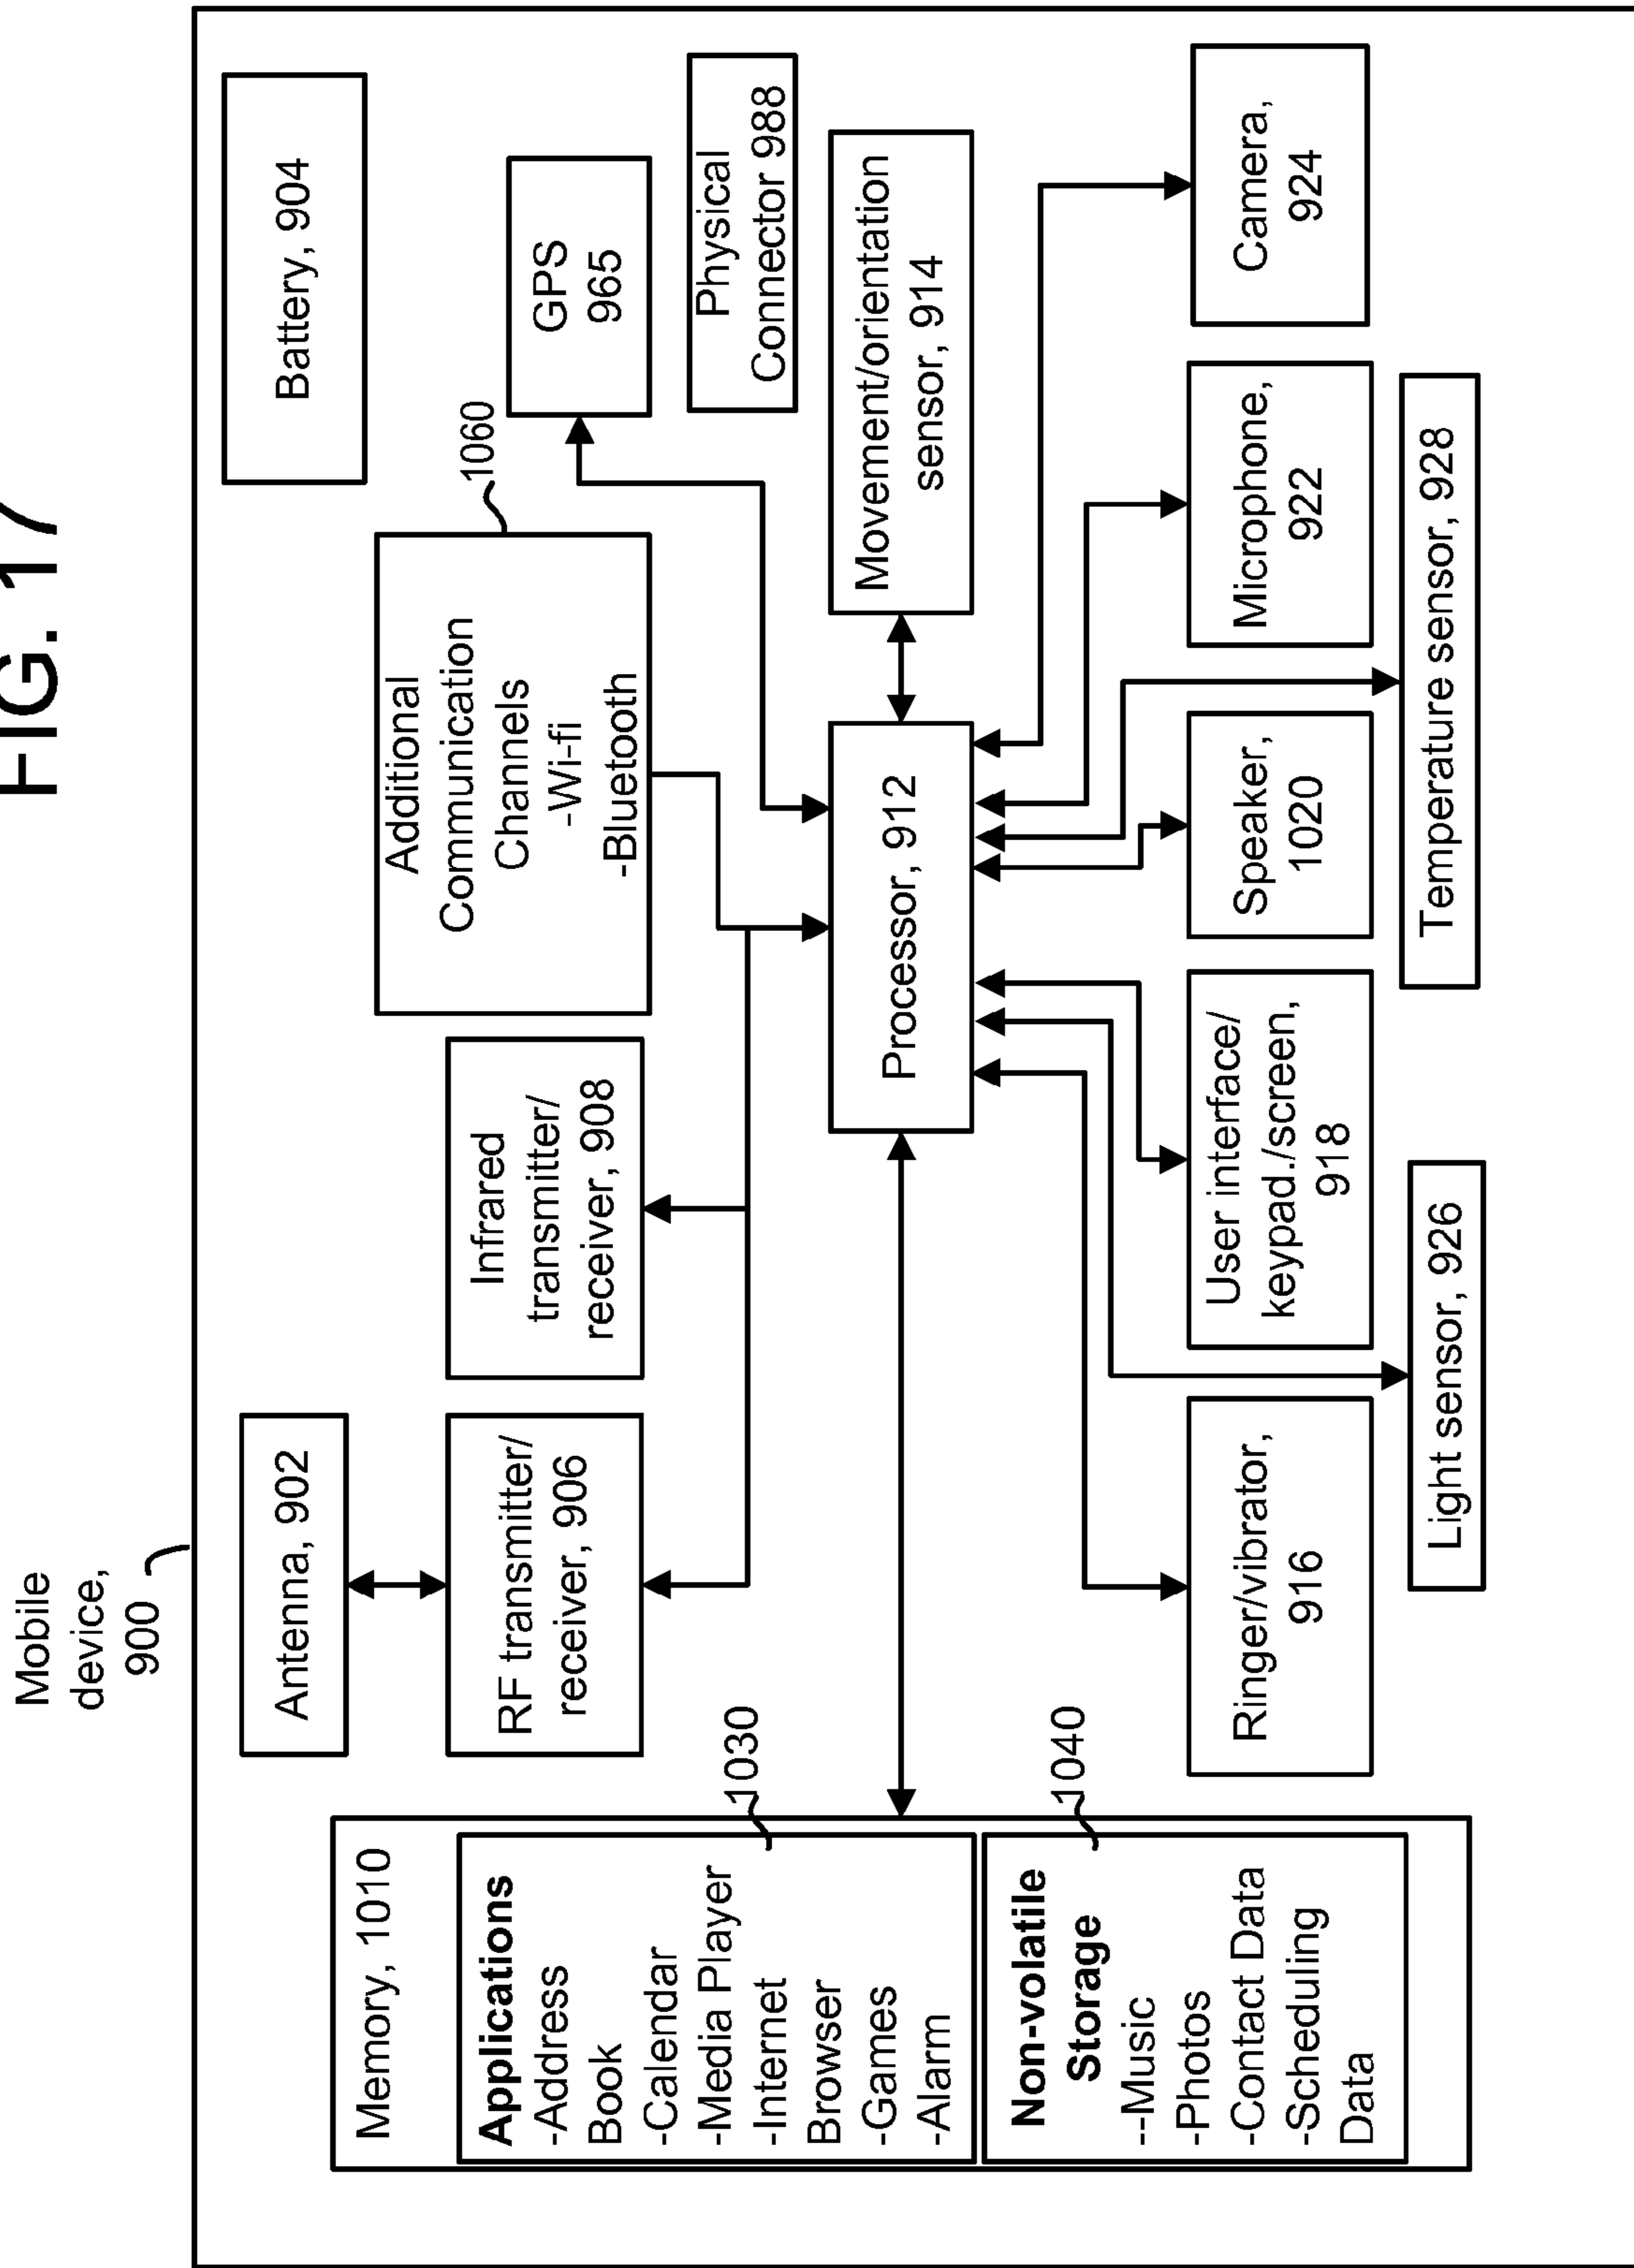 FIG. 17
Mobile
device,
900
Battery, 904
Antenna, 902
Additional
Communication
Channels
-Wi-fi
-Bluetooth
1060
GPS
965
Infrared
transmitter/
receiver, 908
RF transmitter/
receiver, 906
Physical
Connector 988
Memory, 1010
Applications
-Address
Book
-Calendar
-Media Player
-Internet
Browser
-Games
-Alarm
1030
Non-volatile
Storage
--Music
-Photos
-Contact Data
-Scheduling
Data
1040
Processor, 912
Movement/orientation
sensor, 914
Ringer/vibrator,
916
User interface/
keypad./screen,
918
Speaker,
1020
Microphone,
922
Camera,
924
Light sensor, 926
Temperature sensor, 928